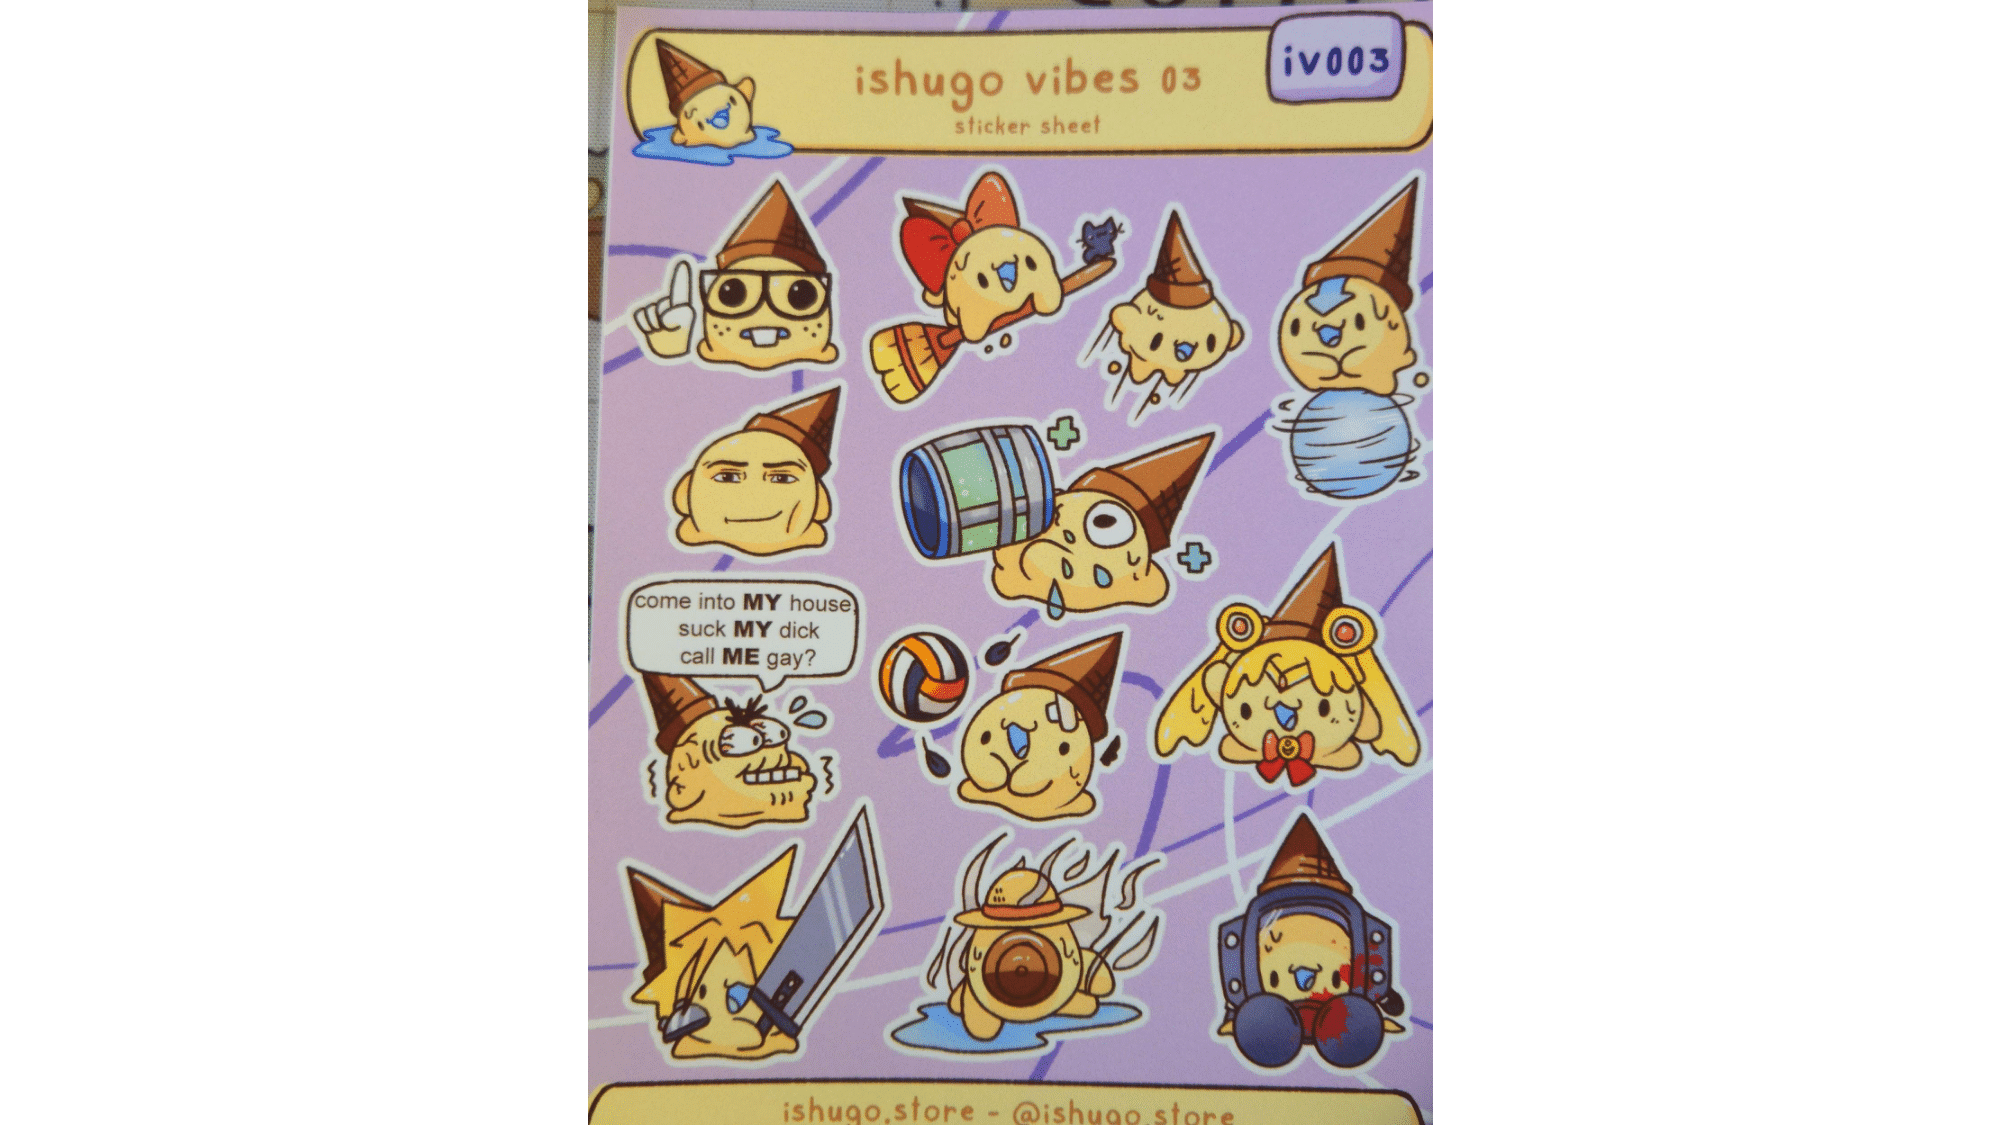 ishugo vibes 03
sticker sheet
iv003
come into MY house,
suck MY dick
call ME gay?
ishugo.store - @ishugo.store